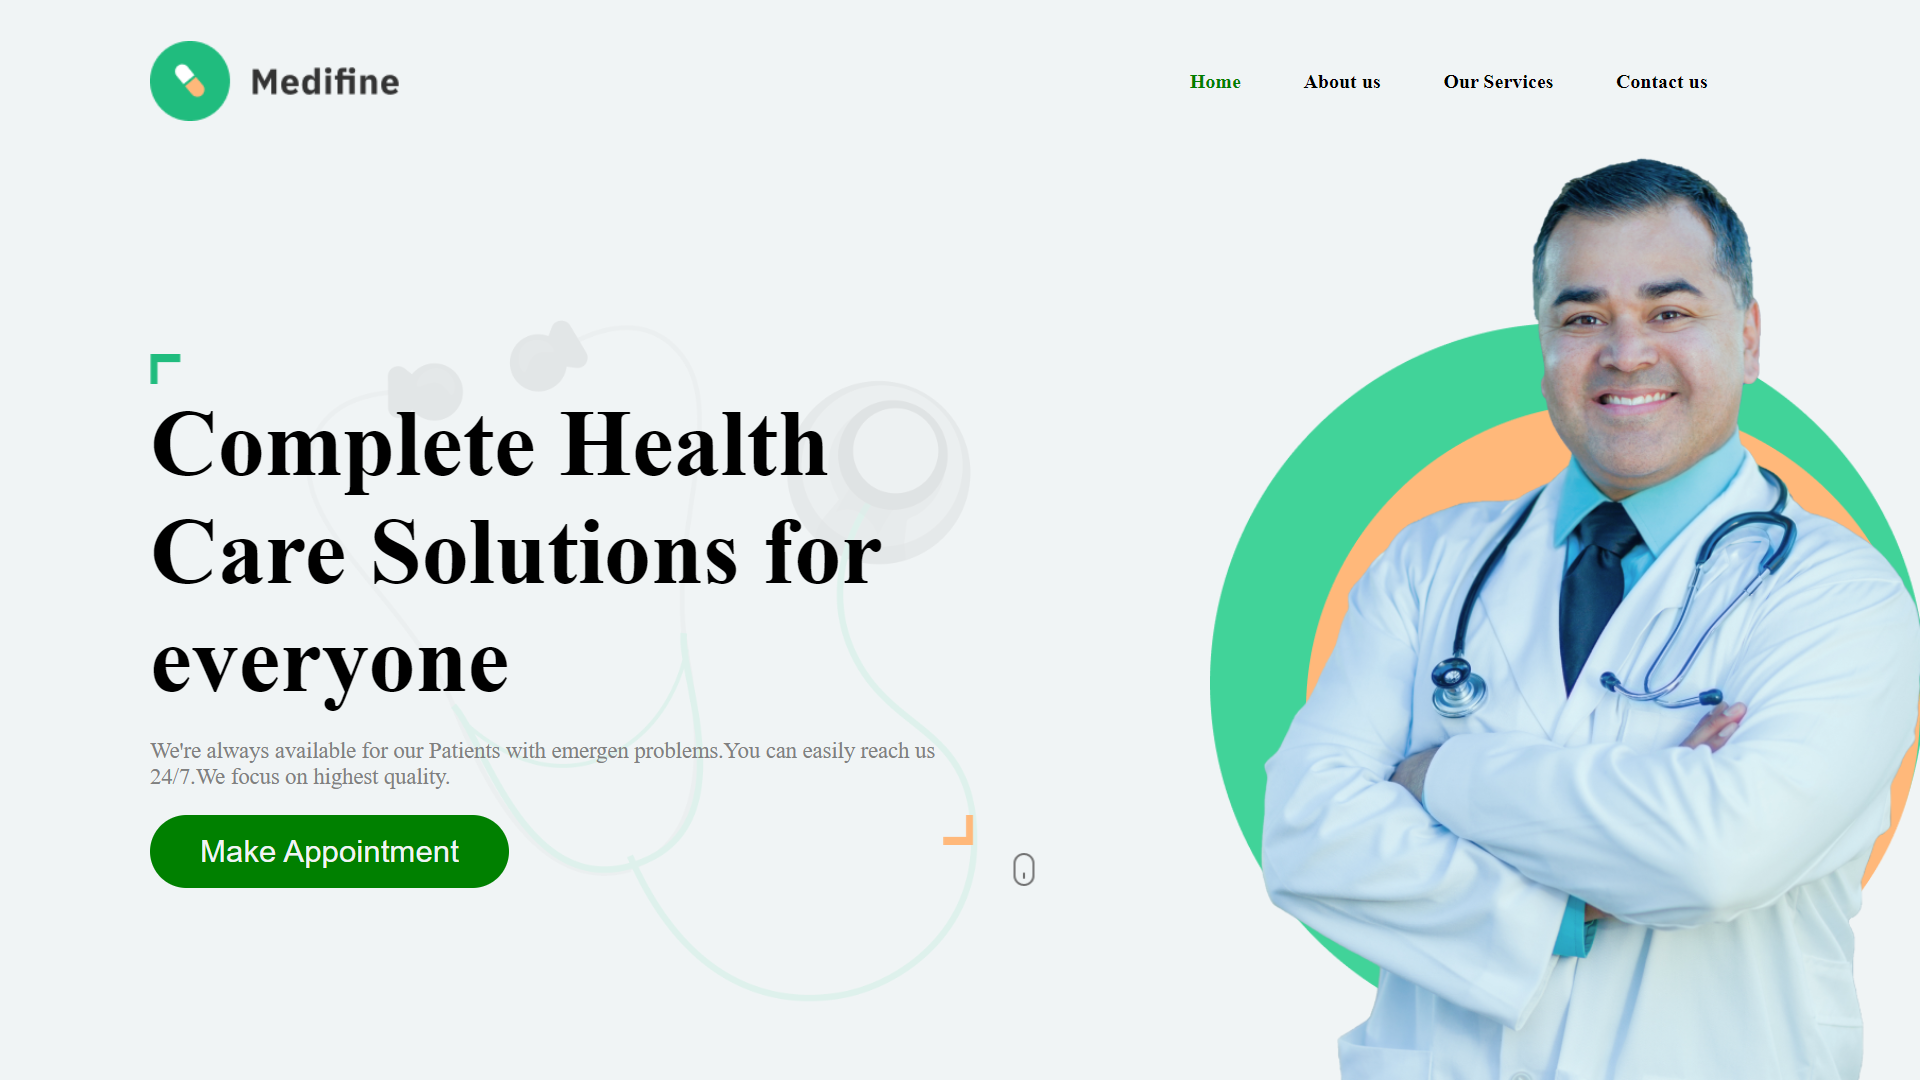 Medifine
Home
About us
Our Services
Contact us
Complete Health
Care Solutions for
everyone
We're always available for our Patients with emergen problems.You can easily reach us
24/7.We focus on highest quality.
Make Appointment